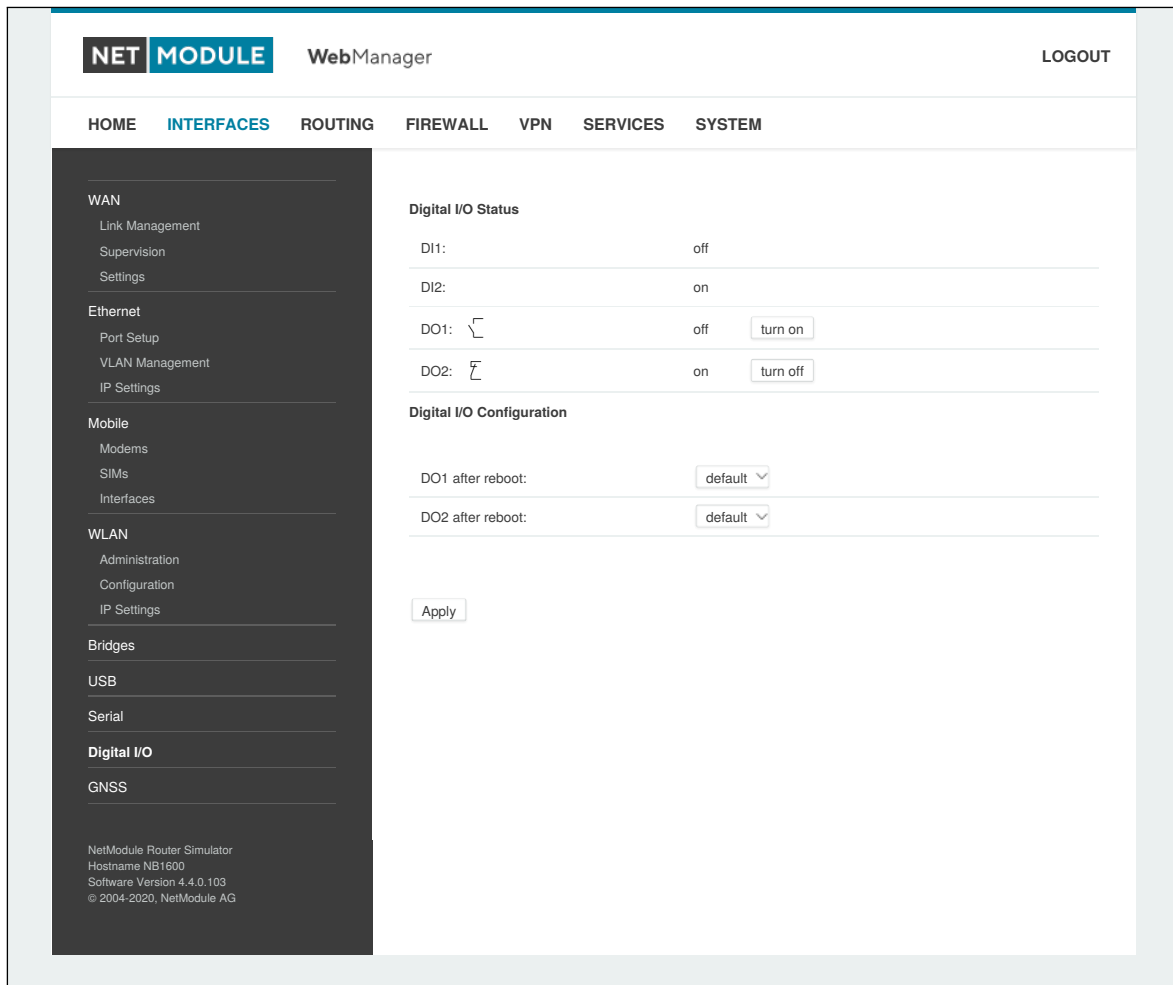 NET MODULE WebManager LOGOUT
HOME INTERFACES ROUTING FIREWALL VPN SERVICES SYSTEM
WAN
Link Management
Supervision
Settings
Ethernet
Port Setup
VLAN Management
IP Settings
Mobile
Modems
SIMs
Interfaces
WLAN
Administration
Configuration
IP Settings
Bridges
USB
Serial
Digital I/O
GNSS
NetModule Router Simulator
Hostname NB1600
Software Version 4.4.0.103
© 2004-2020, NetModule AG
Digital I/O Status
DI1: off
DI2: on
DO1: off turn on
DO2: on turn off
Digital I/O Configuration
DO1 after reboot: default
DO2 after reboot: default
Apply